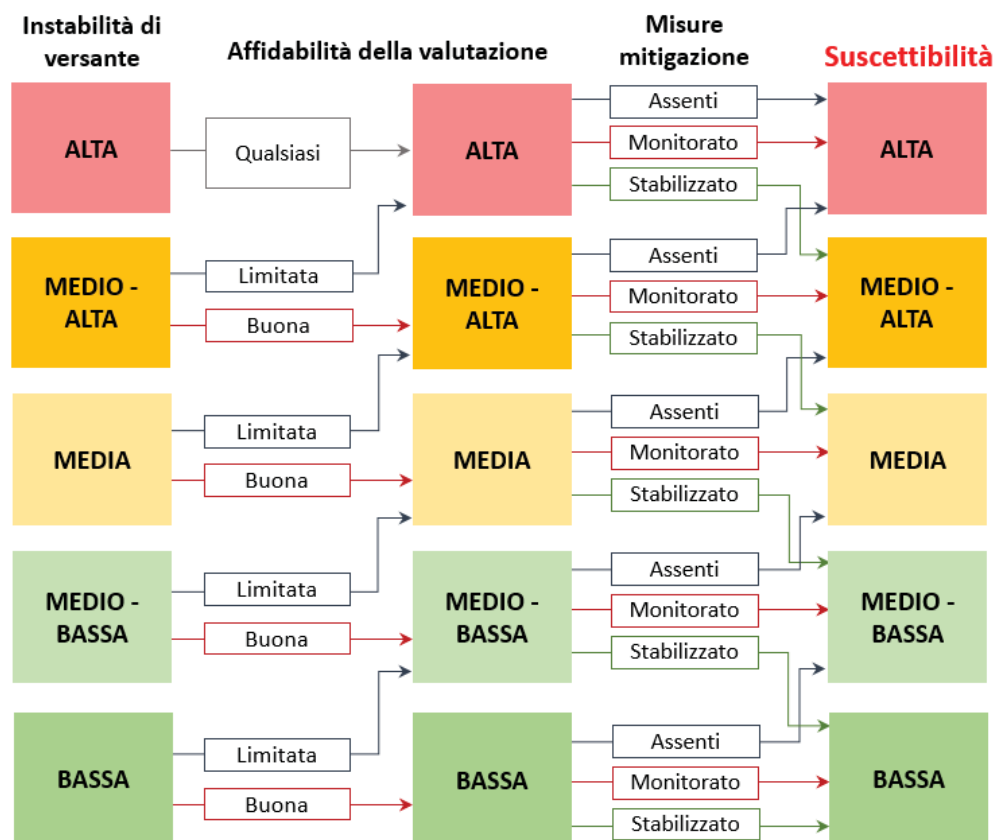 Instabilità di
versante
Affidabilità della valutazione
Misure
mitigazione
Suscettibilità
ALTA
Qualsiasi
ALTA
Assenti
Monitorato
Stabilizzato
ALTA
MEDIO -
ALTA
Limitata
Buona
MEDIO -
ALTA
Assenti
Monitorato
Stabilizzato
MEDIO -
ALTA
MEDIA
Limitata
Buona
MEDIA
Assenti
Monitorato
Stabilizzato
MEDIA
MEDIO -
BASSA
Limitata
Buona
MEDIO -
BASSA
Assenti
Monitorato
Stabilizzato
MEDIO -
BASSA
BASSA
Limitata
Buona
BASSA
Assenti
Monitorato
Stabilizzato
BASSA